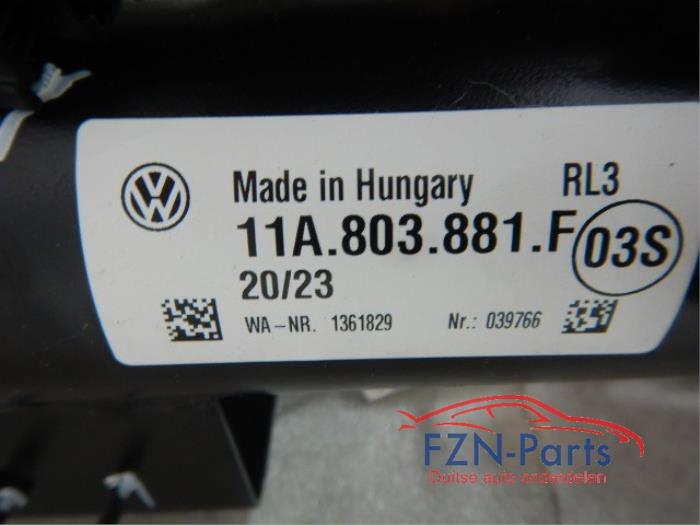 Made in Hungary RL3
11A.803.881.F 03S
20/23
WA-NR. 1361829 Nr.: 039766
FZN-Parts
Duitse auto onderdelen